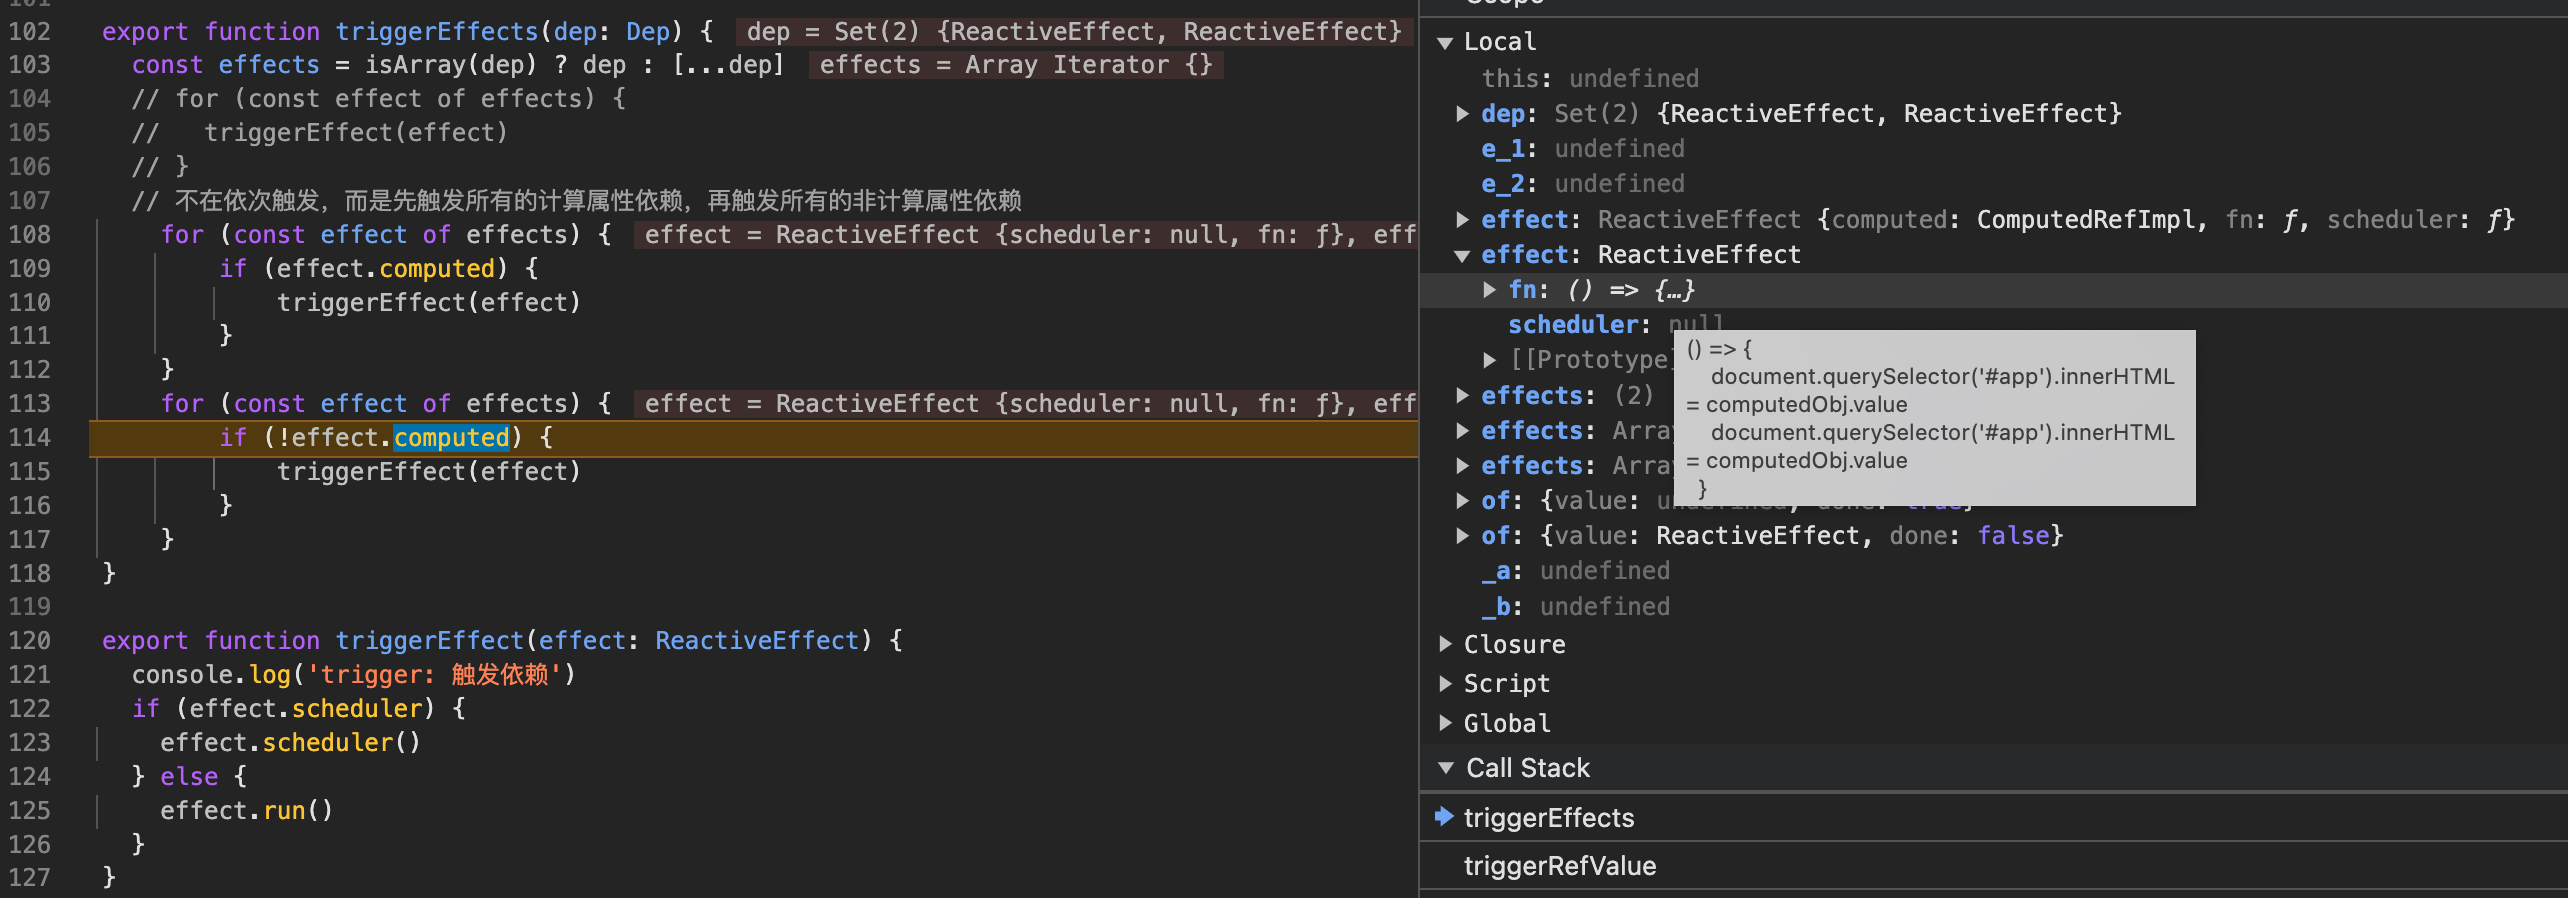 101
102 export function triggerEffects(dep: Dep) { dep = Set(2) {ReactiveEffect, ReactiveEffect}
103 const effects = isArray(dep) ? dep : [...dep] effects = Array Iterator {}
104 // for (const effect of effects) {
105 // triggerEffect(effect)
106 // }
107 // 不在依次触发，而是先触发所有的计算属性依赖，再触发所有的非计算属性依赖
108 for (const effect of effects) { effect = ReactiveEffect {scheduler: null, fn: ƒ}, eff
109 if (effect.computed) {
110 triggerEffect(effect)
111 }
112 }
113 for (const effect of effects) { effect = ReactiveEffect {scheduler: null, fn: ƒ}, eff
114 if (!effect.computed) {
115 triggerEffect(effect)
116 }
117 }
118 }
119
120 export function triggerEffect(effect: ReactiveEffect) {
121 console.log('trigger: 触发依赖')
122 if (effect.scheduler) {
123 effect.scheduler()
124 } else {
125 effect.run()
126 }
127 }
Scope
Local
this: undefined
dep: Set(2) {ReactiveEffect, ReactiveEffect}
e_1: undefined
e_2: undefined
effect: ReactiveEffect {computed: ComputedRefImpl, fn: ƒ, scheduler: ƒ}
effect: ReactiveEffect
fn: () => {…}
scheduler: null
[[Prototype]
effects: (2)
effects: Array
effects: Array
of: {value: undefined, done: true}
of: {value: ReactiveEffect, done: false}
_a: undefined
_b: undefined
Closure
Script
Global
Call Stack
triggerEffects
triggerRefValue
() => {
document.querySelector('#app').innerHTML
= computedObj.value
document.querySelector('#app').innerHTML
= computedObj.value
}